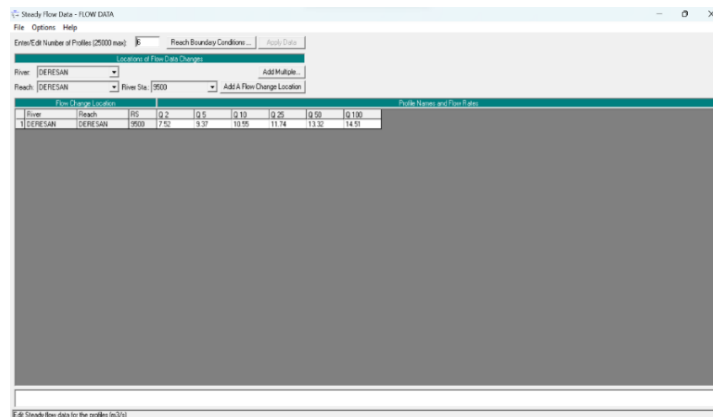 Steady Flow Data - FLOW DATA
File Options Help
Enter/Edit Number of Profiles (25000 max): 6 Reach Boundary Conditions ... Apply Data
Locations of Flow Data Changes
River: DERESAN Add Multiple...
Reach: DERESAN River Sta.: 9500 Add A Flow Change Location
Flow Change Location Profile Names and Flow Rates
River Reach RS Q 2 Q 5 Q 10 Q 25 Q 50 Q 100
1 DERESAN DERESAN 9500 7.52 9.37 10.55 11.74 13.32 14.51
Edit Steady flow data for the profiles (m3/s)